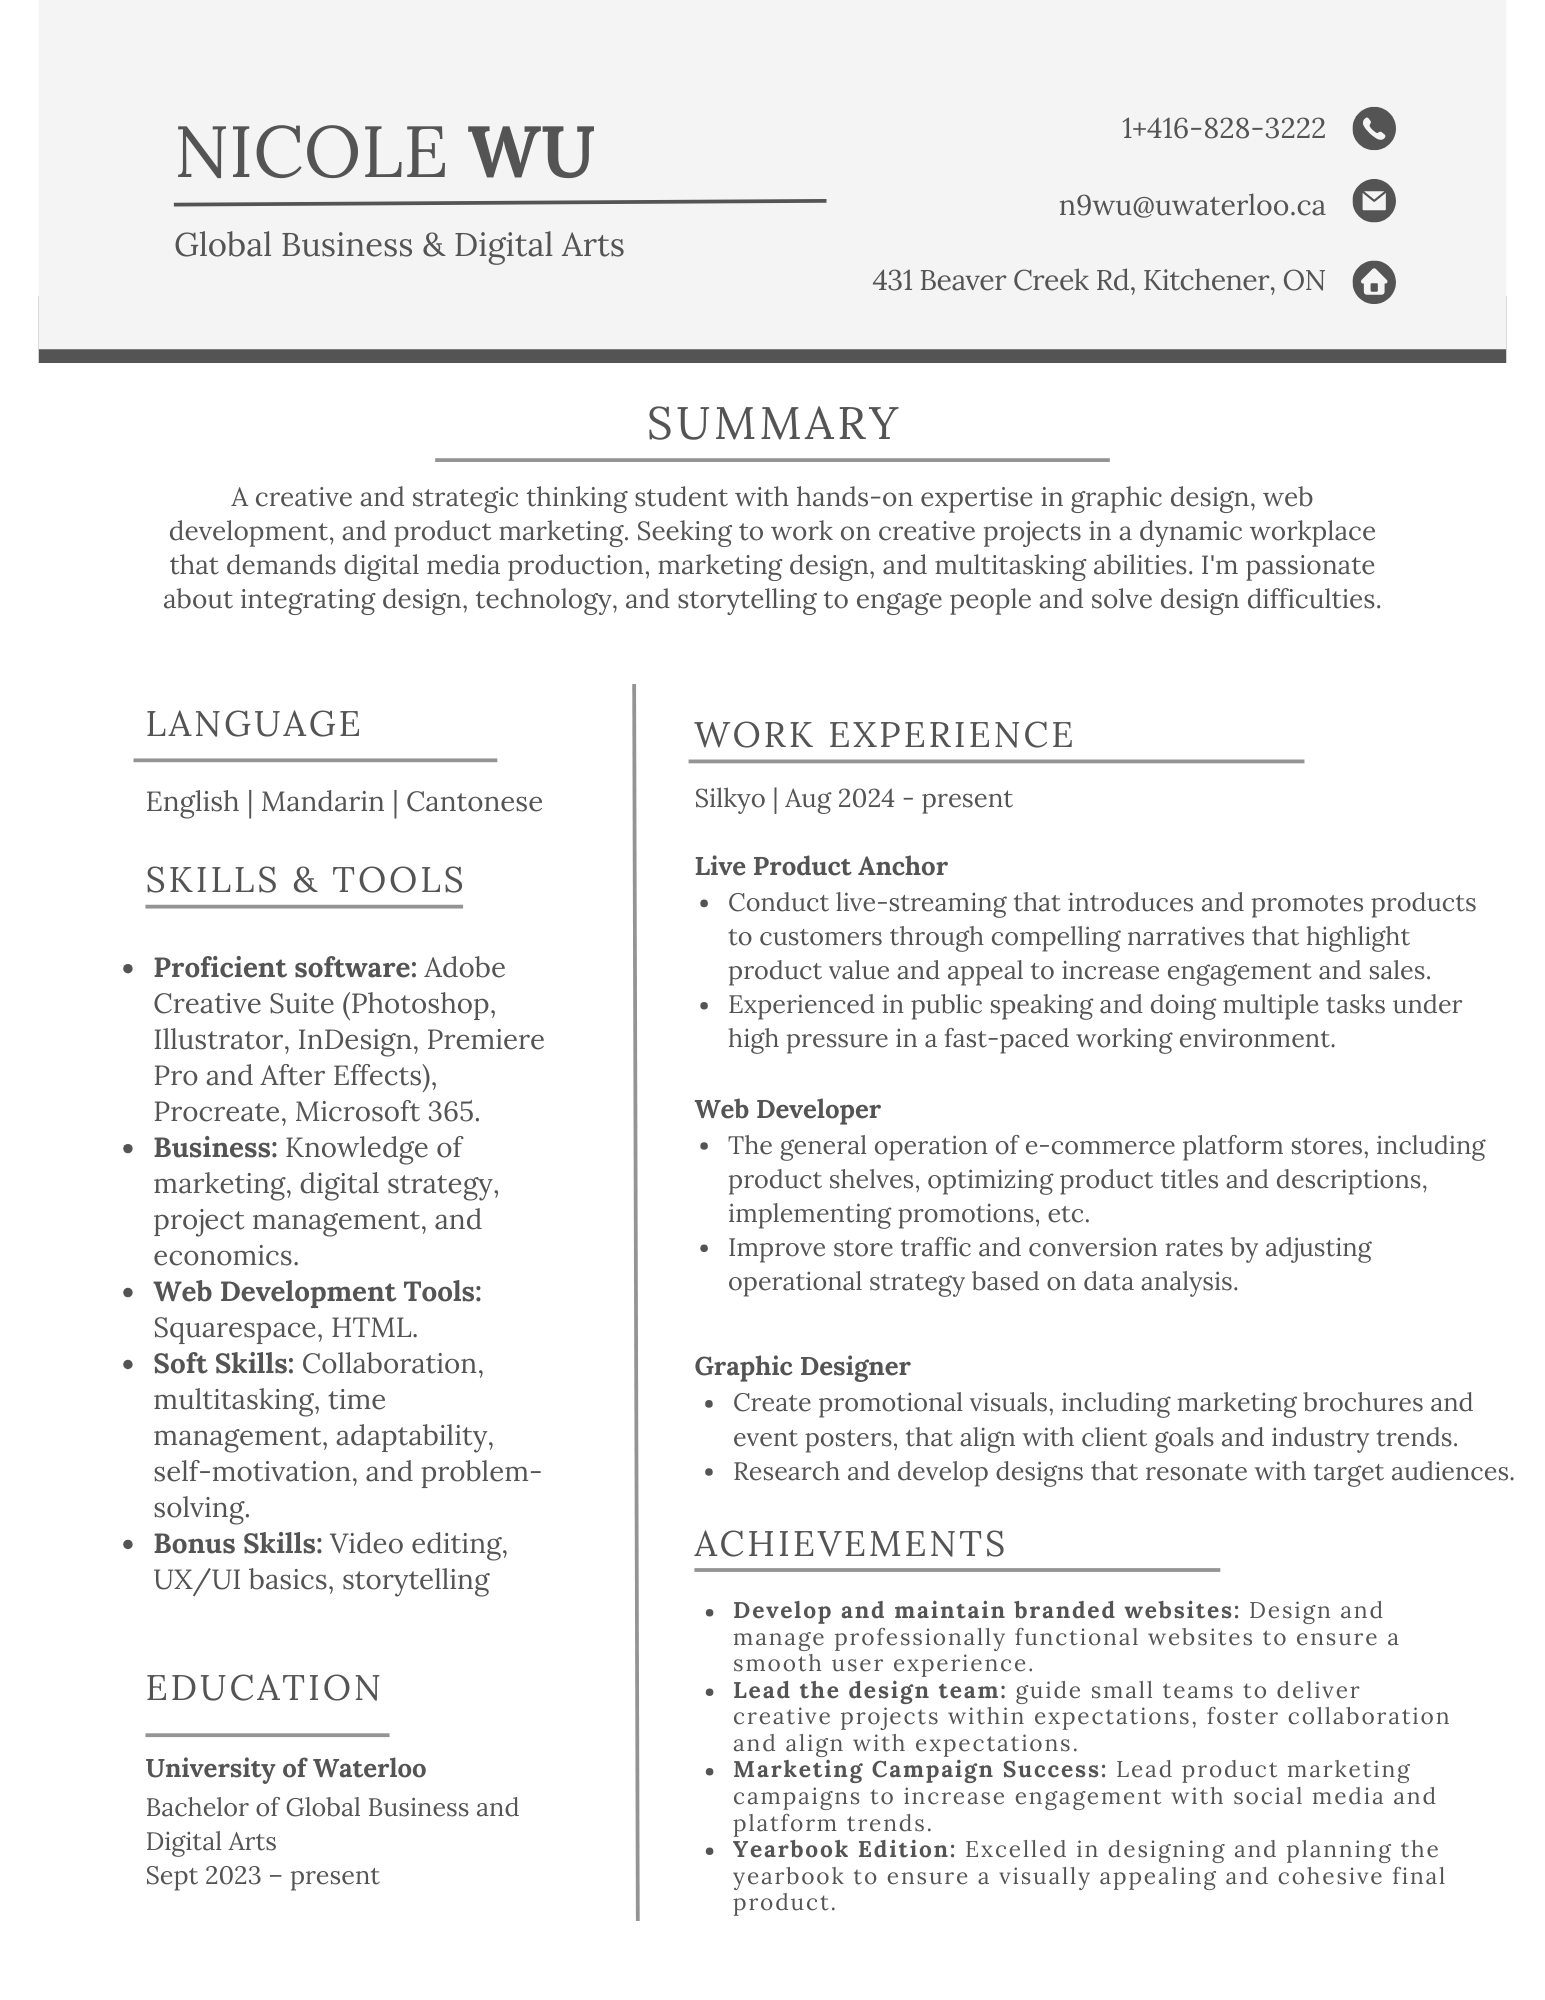 NICOLE WU
Global Business & Digital Arts
1+416-828-3222
n9wu@uwaterloo.ca
431 Beaver Creek Rd, Kitchener, ON
SUMMARY
A creative and strategic thinking student with hands-on expertise in graphic design, web
development, and product marketing. Seeking to work on creative projects in a dynamic workplace
that demands digital media production, marketing design, and multitasking abilities. I'm passionate
about integrating design, technology, and storytelling to engage people and solve design difficulties.
LANGUAGE
English | Mandarin | Cantonese
SKILLS & TOOLS
• Proficient software: Adobe
Creative Suite (Photoshop,
Illustrator, InDesign, Premiere
Pro and After Effects),
Procreate, Microsoft 365.
• Business: Knowledge of
marketing, digital strategy,
project management, and
economics.
• Web Development Tools:
Squarespace, HTML.
• Soft Skills: Collaboration,
multitasking, time
management, adaptability,
self-motivation, and problem-
solving.
• Bonus Skills: Video editing,
UX/UI basics, storytelling
EDUCATION
University of Waterloo
Bachelor of Global Business and
Digital Arts
Sept 2023 – present
WORK EXPERIENCE
Silkyo | Aug 2024 - present
Live Product Anchor
• Conduct live-streaming that introduces and promotes products
to customers through compelling narratives that highlight
product value and appeal to increase engagement and sales.
• Experienced in public speaking and doing multiple tasks under
high pressure in a fast-paced working environment.
Web Developer
• The general operation of e-commerce platform stores, including
product shelves, optimizing product titles and descriptions,
implementing promotions, etc.
• Improve store traffic and conversion rates by adjusting
operational strategy based on data analysis.
Graphic Designer
• Create promotional visuals, including marketing brochures and
event posters, that align with client goals and industry trends.
• Research and develop designs that resonate with target audiences.
ACHIEVEMENTS
• Develop and maintain branded websites: Design and
manage professionally functional websites to ensure a
smooth user experience.
• Lead the design team: guide small teams to deliver
creative projects within expectations, foster collaboration
and align with expectations.
• Marketing Campaign Success: Lead product marketing
campaigns to increase engagement with social media and
platform trends.
• Yearbook Edition: Excelled in designing and planning the
yearbook to ensure a visually appealing and cohesive final
product.